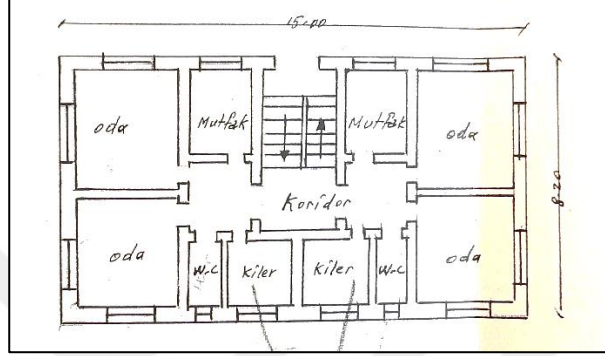 15.00
oda
Mutfak
Mutfak
oda
8.20
Koridor
oda
W.C
Kiler
Kiler
W.C
oda